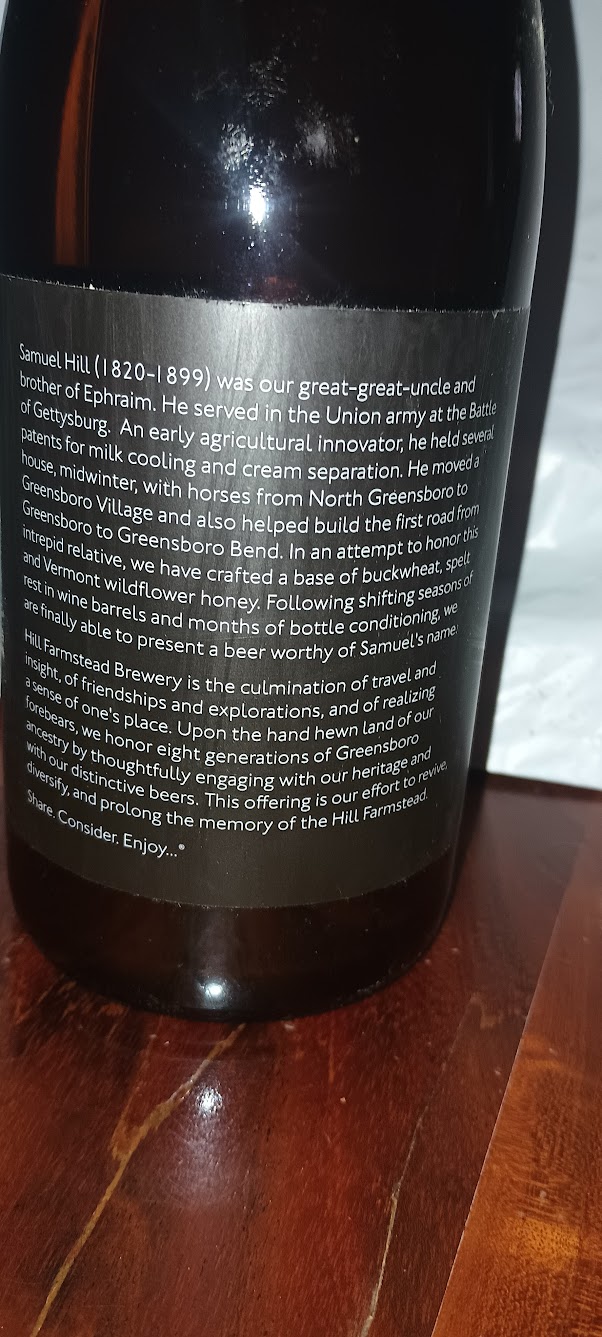 Samuel Hill (1820-1899) was our great-great-uncle and
brother of Ephraim. He served in the Union army at the Battle
of Gettysburg. An early agricultural innovator, he held several
patents for milk cooling and cream separation. He moved a
house, midwinter, with horses from North Greensboro to
Greensboro Village and also helped build the first road from
Greensboro to Greensboro Bend. In an attempt to honor this
intrepid relative, we have crafted a base of buckwheat, spelt
and Vermont wildflower honey. Following shifting seasons of
rest in wine barrels and months of bottle conditioning, we
are finally able to present a beer worthy of Samuel's name.
Hill Farmstead Brewery is the culmination of travel and
insight, of friendships and explorations, and of realizing
a sense of one's place. Upon the hand hewn land of our
forebears, we honor eight generations of Greensboro
ancestry by thoughtfully engaging with our heritage and
with our distinctive beers. This offering is our effort to revive,
diversify, and prolong the memory of the Hill Farmstead.
Share. Consider. Enjoy...®